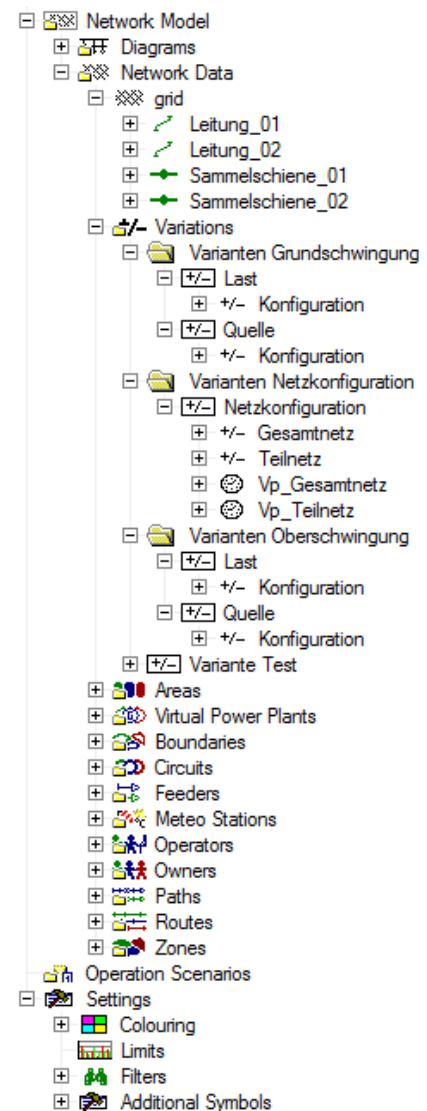 Network Model
Diagrams
Network Data
grid
Leitung_01
Leitung_02
Sammelschiene_01
Sammelschiene_02
Variations
Varianten Grundschwingung
Last
Konfiguration
Quelle
Konfiguration
Varianten Netzkonfiguration
Netzkonfiguration
Gesamtnetz
Teilnetz
Vp_Gesamtnetz
Vp_Teilnetz
Varianten Oberschwingung
Last
Konfiguration
Quelle
Konfiguration
Variante Test
Areas
Virtual Power Plants
Boundaries
Circuits
Feeders
Meteo Stations
Operators
Owners
Paths
Routes
Zones
Operation Scenarios
Settings
Colouring
Limits
Filters
Additional Symbols